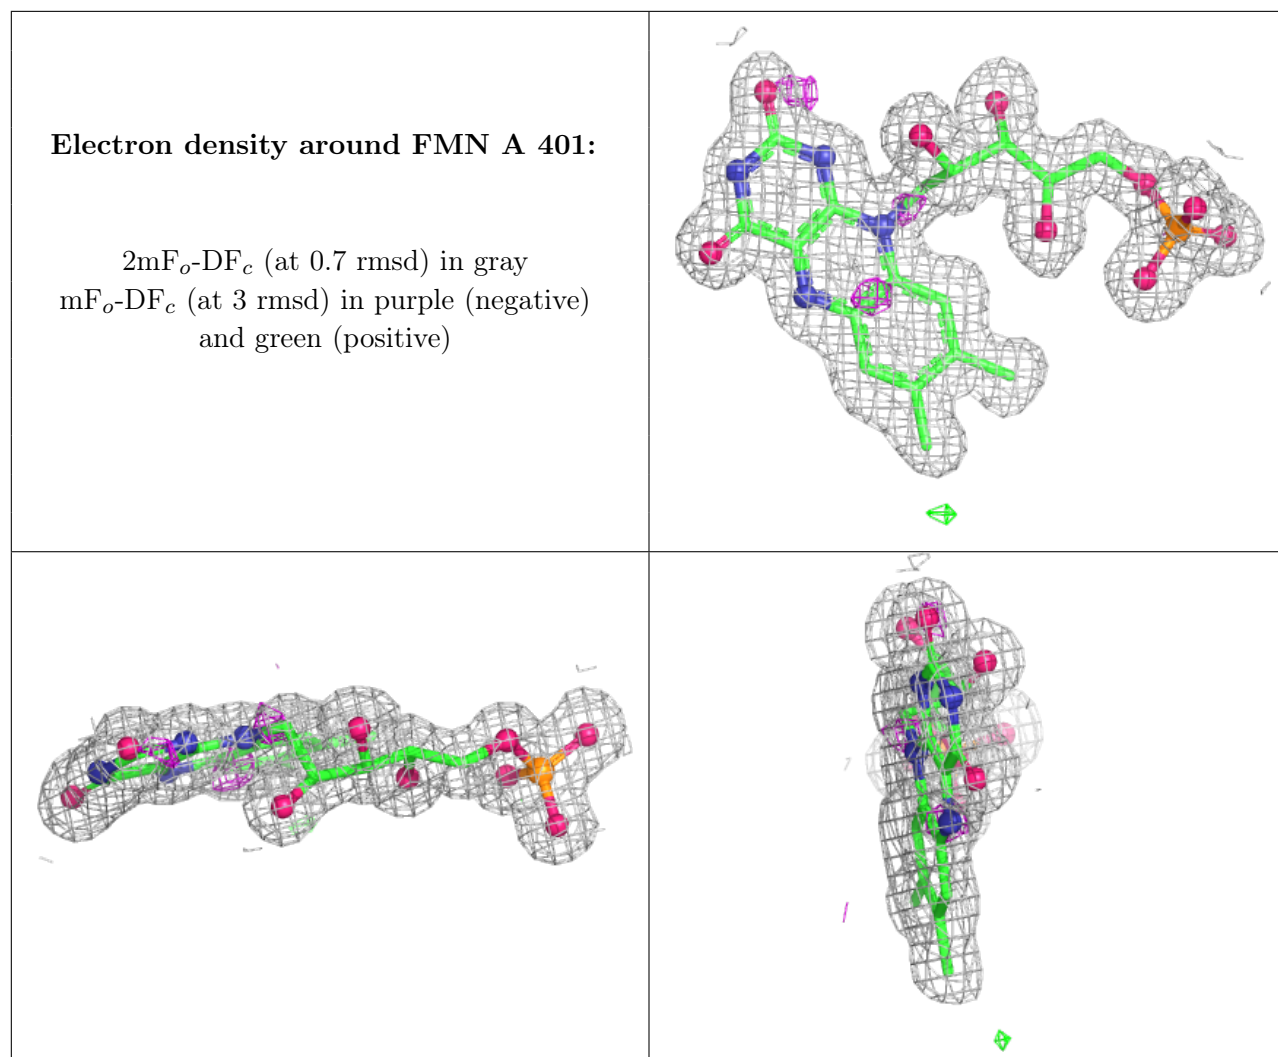 Electron density around FMN A 401:
2mFo-DFc (at 0.7 rmsd) in gray
mFo-DFc (at 3 rmsd) in purple (negative)
and green (positive)